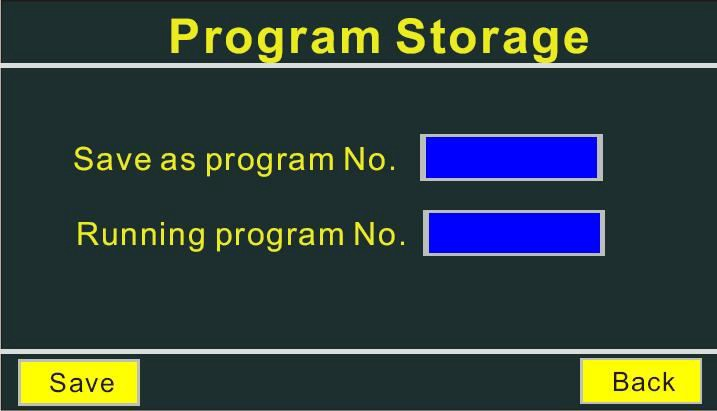 Program Storage
Save as program No.
Running program No.
Save
Back